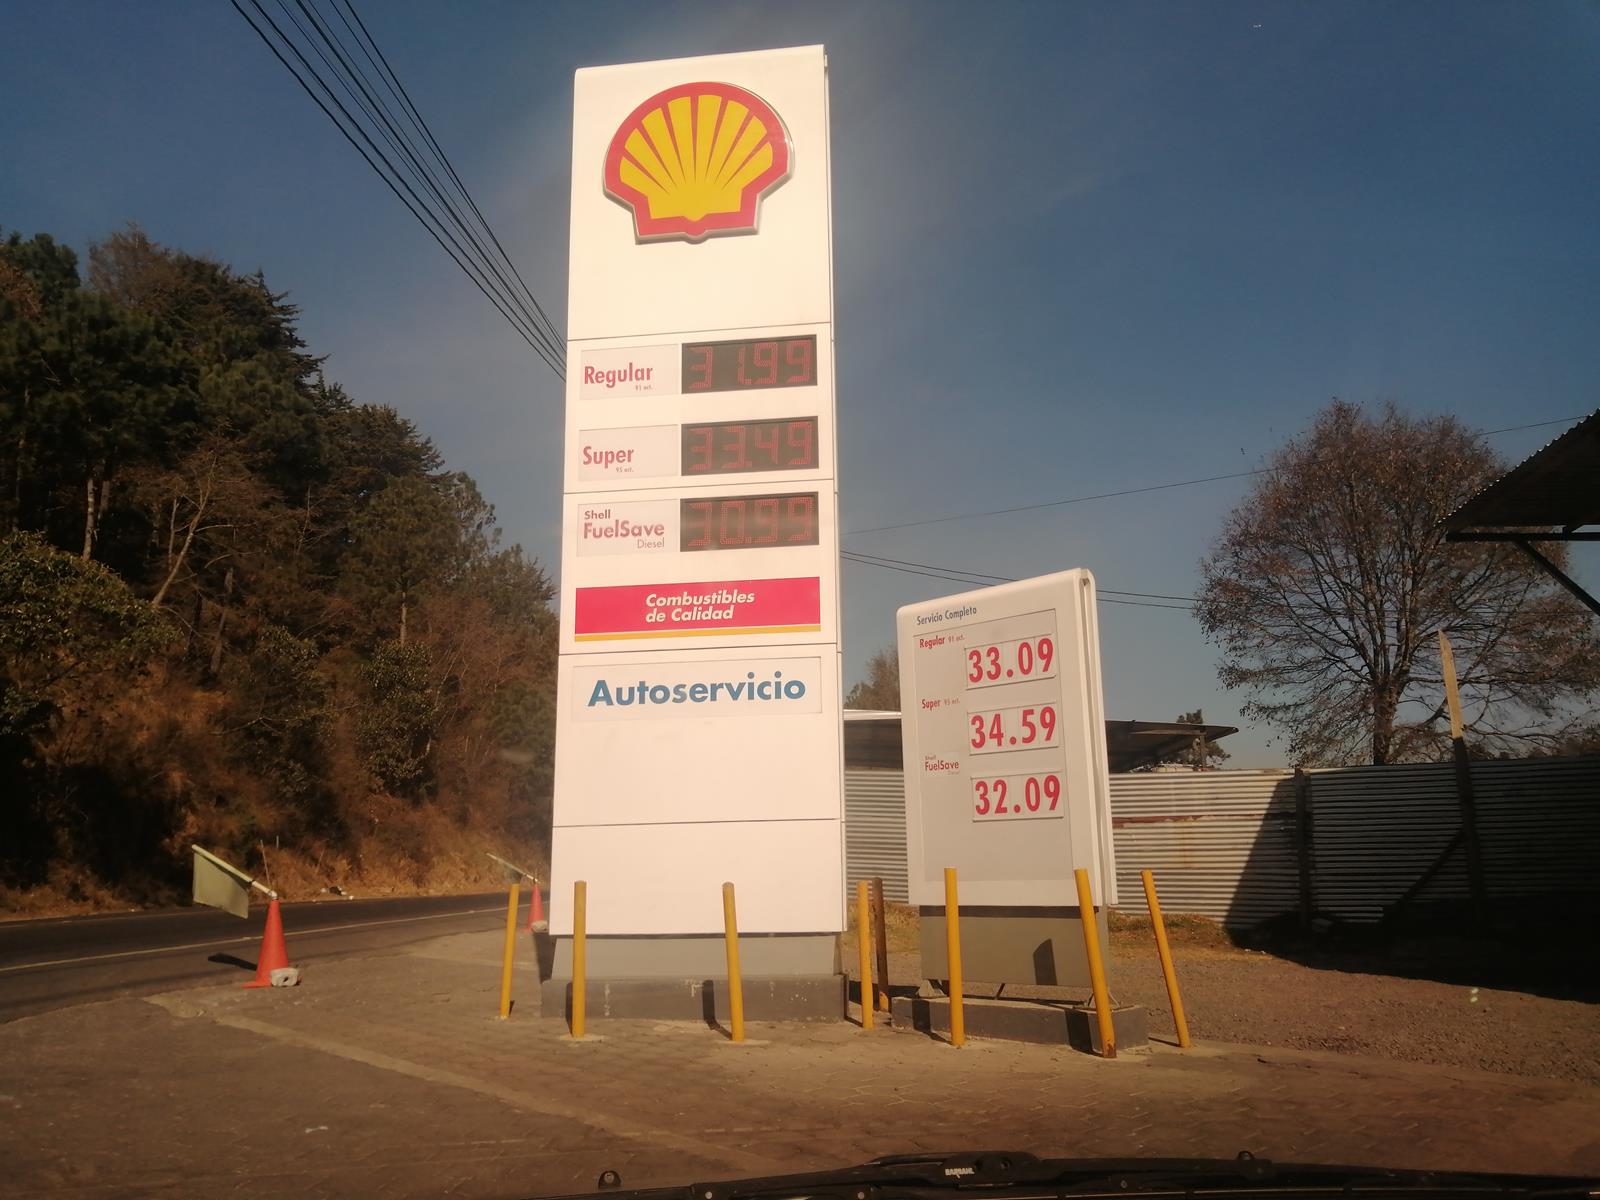 Regular 31.99
91 oct.
Super 33.49
95 oct.
Shell
FuelSave 30.99
Diesel
Combustibles
de Calidad
Autoservicio
Servicio Completo
Regular 91 oct.
33.09
Super 95 oct.
34.59
Shell
FuelSave
Diesel
32.09
BARDAHL